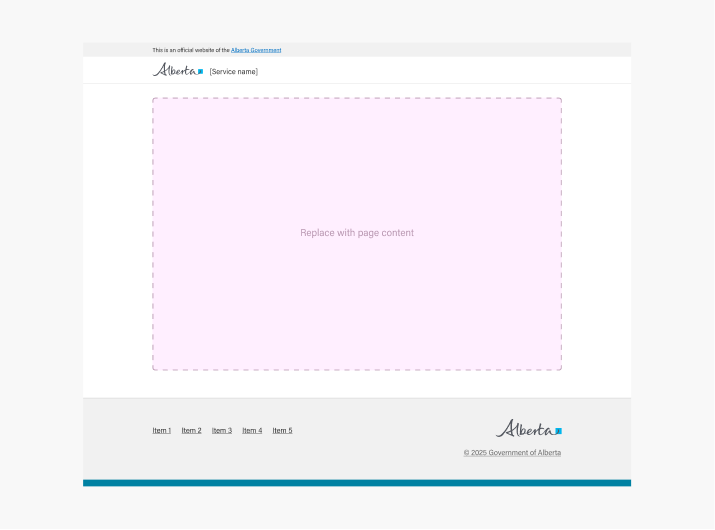 This is an official website of the Alberta Government
Alberta [Service name]
Replace with page content
Item 1 Item 2 Item 3 Item 4 Item 5
Alberta
© 2025 Government of Alberta